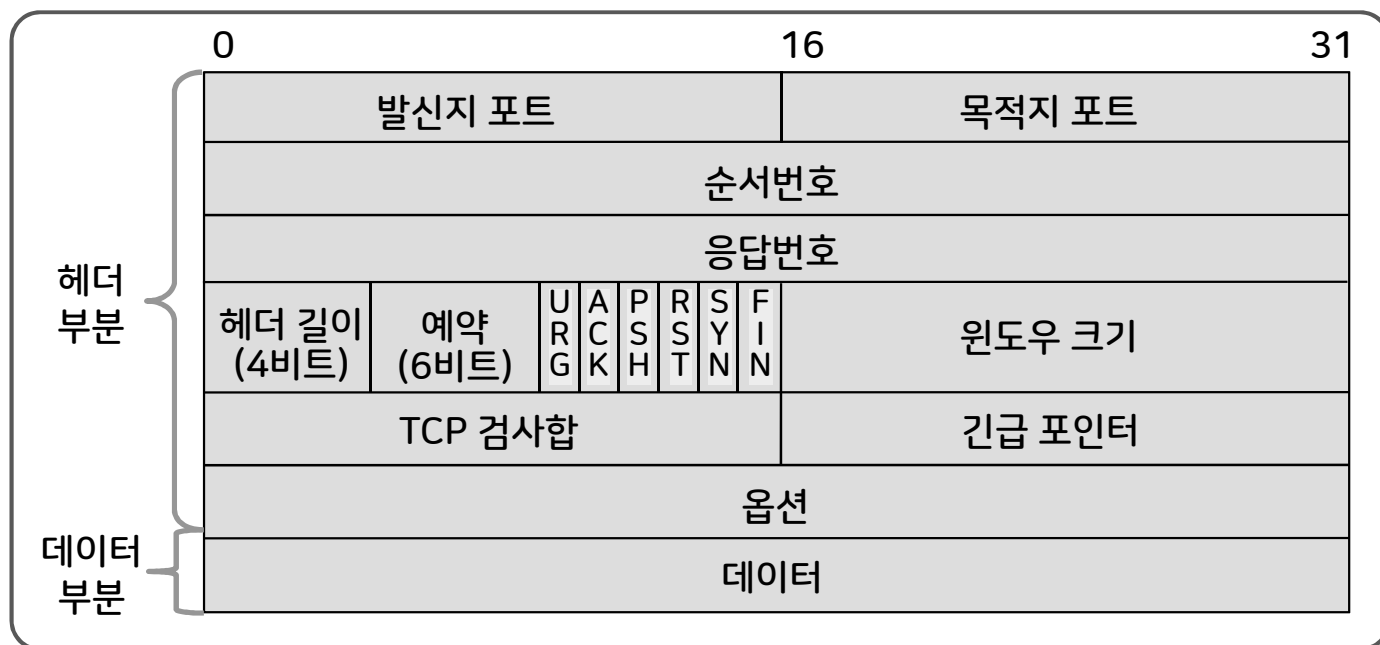 0 16 31
발신지 포트 목적지 포트
순서번호
응답번호
헤더
부분
헤더 길이
(4비트)
예약
(6비트)
URG
ACK
PSH
RST
SYN
FIN
윈도우 크기
TCP 검사합 긴급 포인터
옵션
데이터
부분
데이터